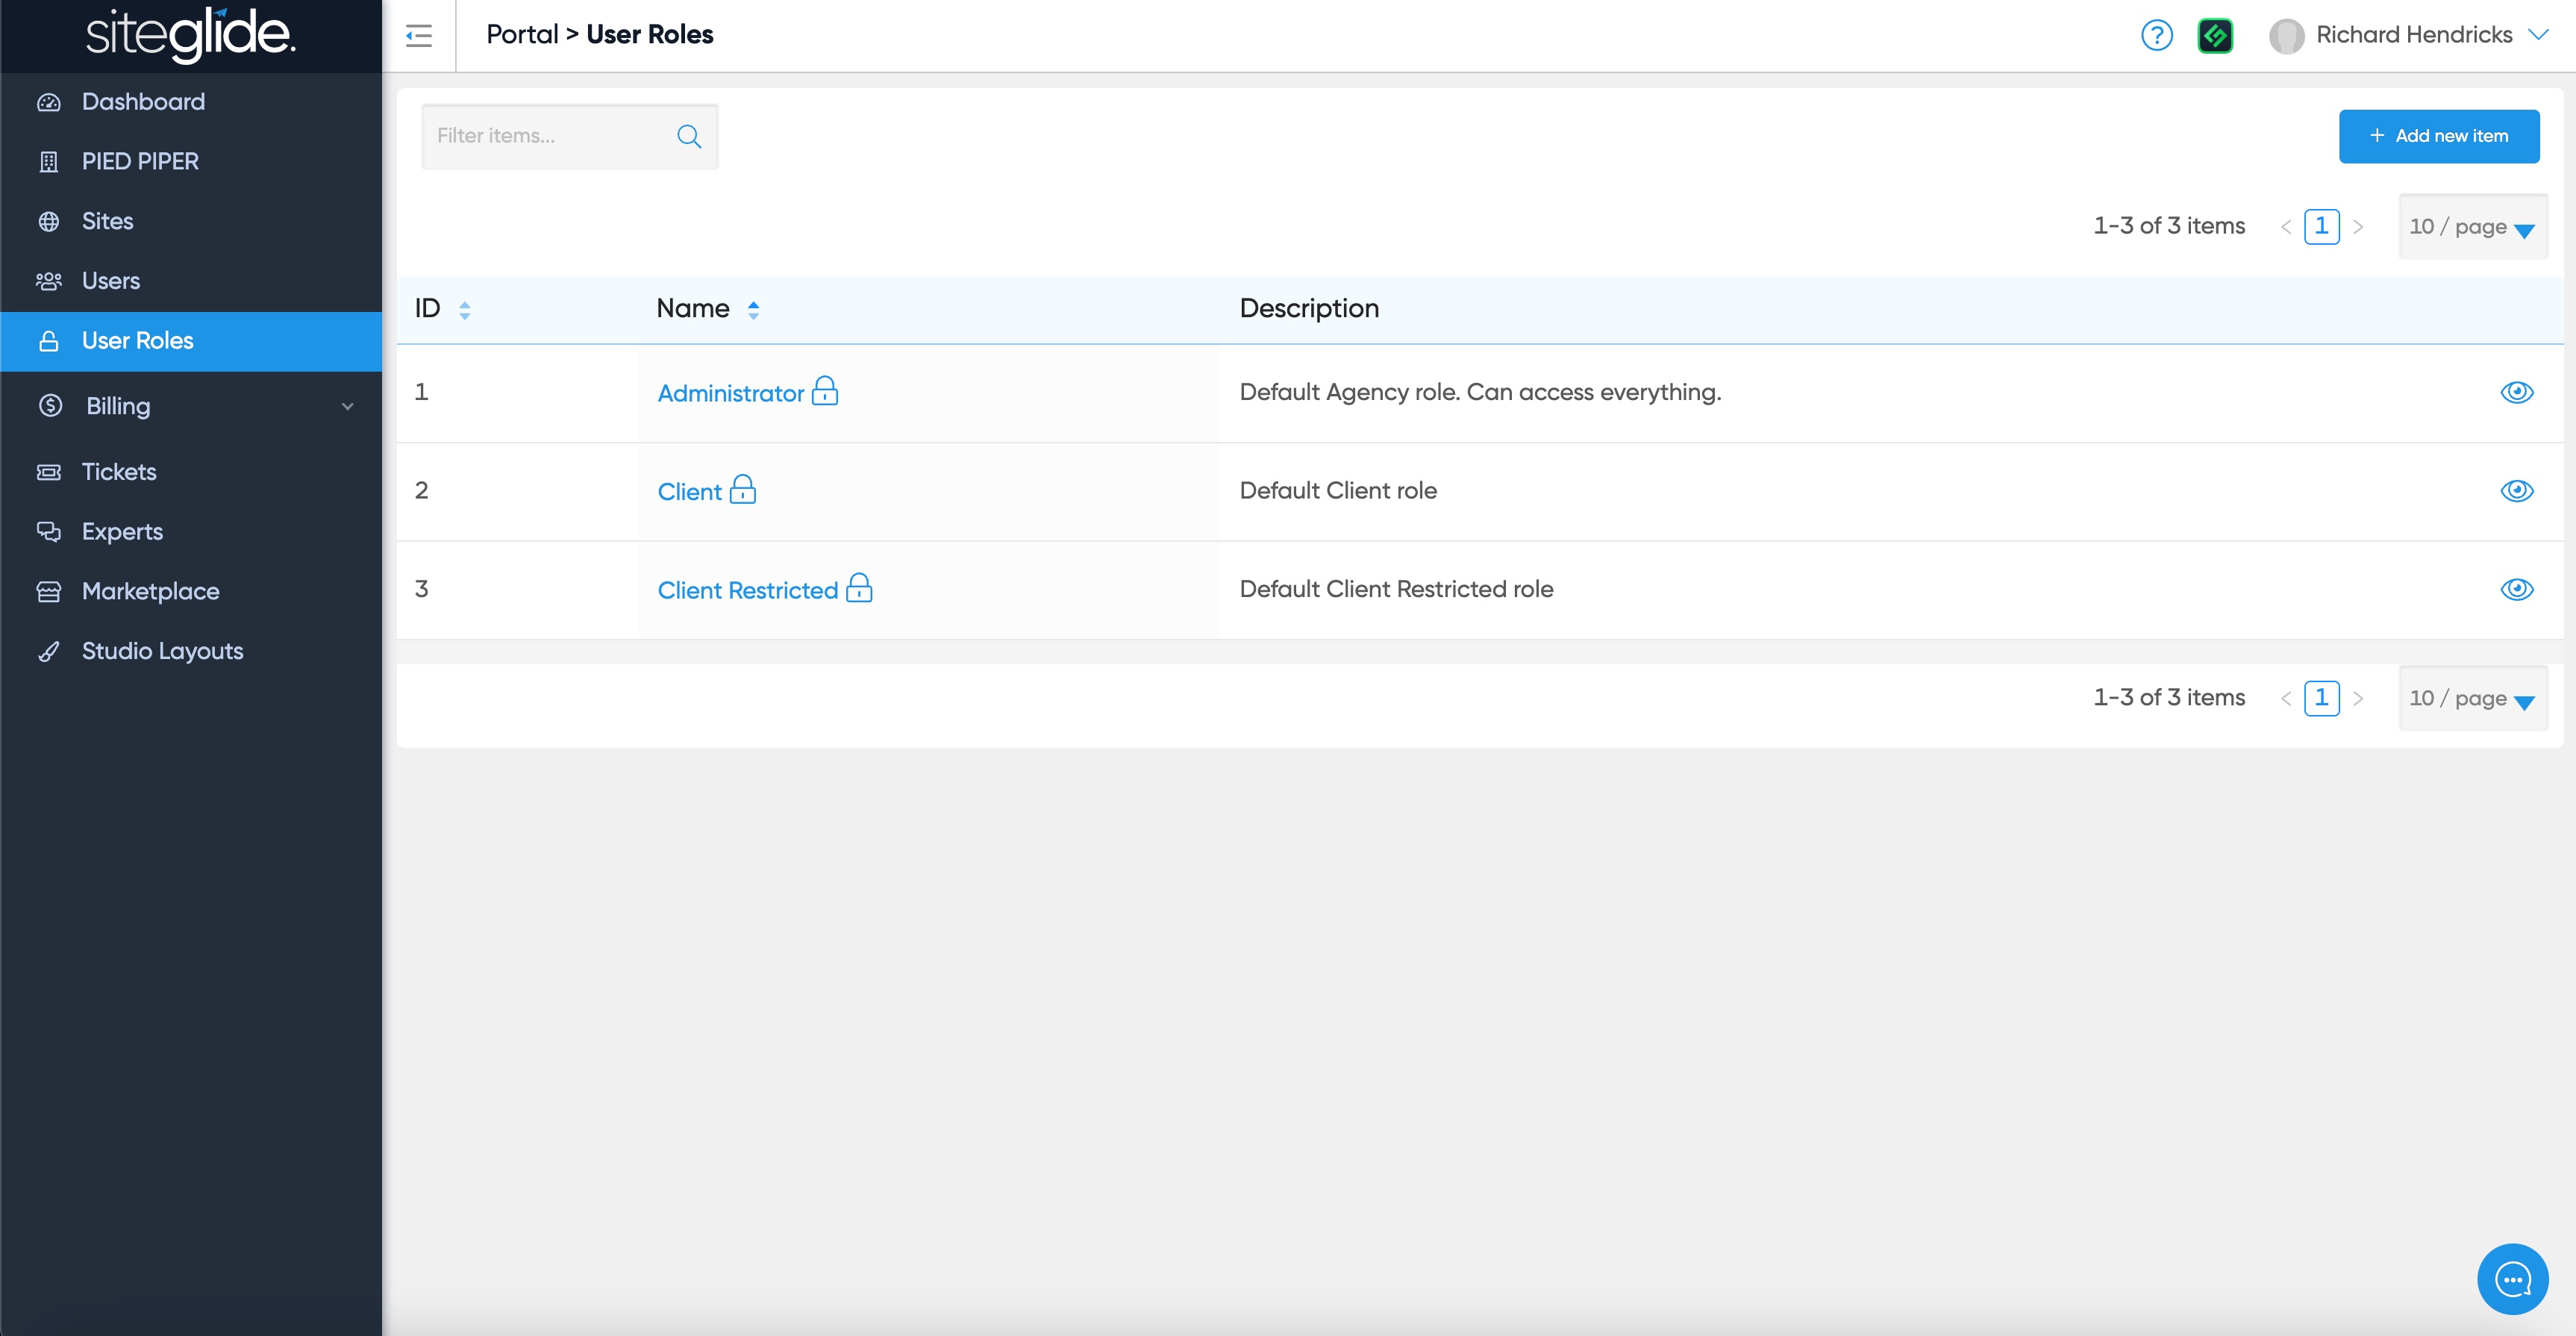 siteglide.
Portal > User Roles
Richard Hendricks
Dashboard
PIED PIPER
Sites
Users
User Roles
Billing
Tickets
Experts
Marketplace
Studio Layouts
Filter items...
+ Add new item
1-3 of 3 items < 1 > 10 / page
ID Name Description
1 Administrator Default Agency role. Can access everything.
2 Client Default Client role
3 Client Restricted Default Client Restricted role
1-3 of 3 items < 1 > 10 / page